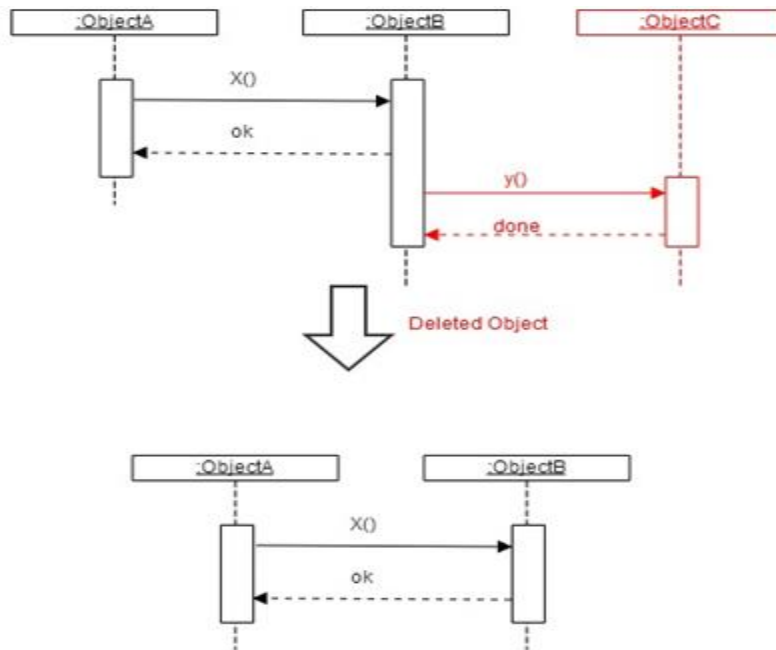 :ObjectA
:ObjectB
:ObjectC
X()
ok
y()
done
Deleted Object
:ObjectA
:ObjectB
X()
ok